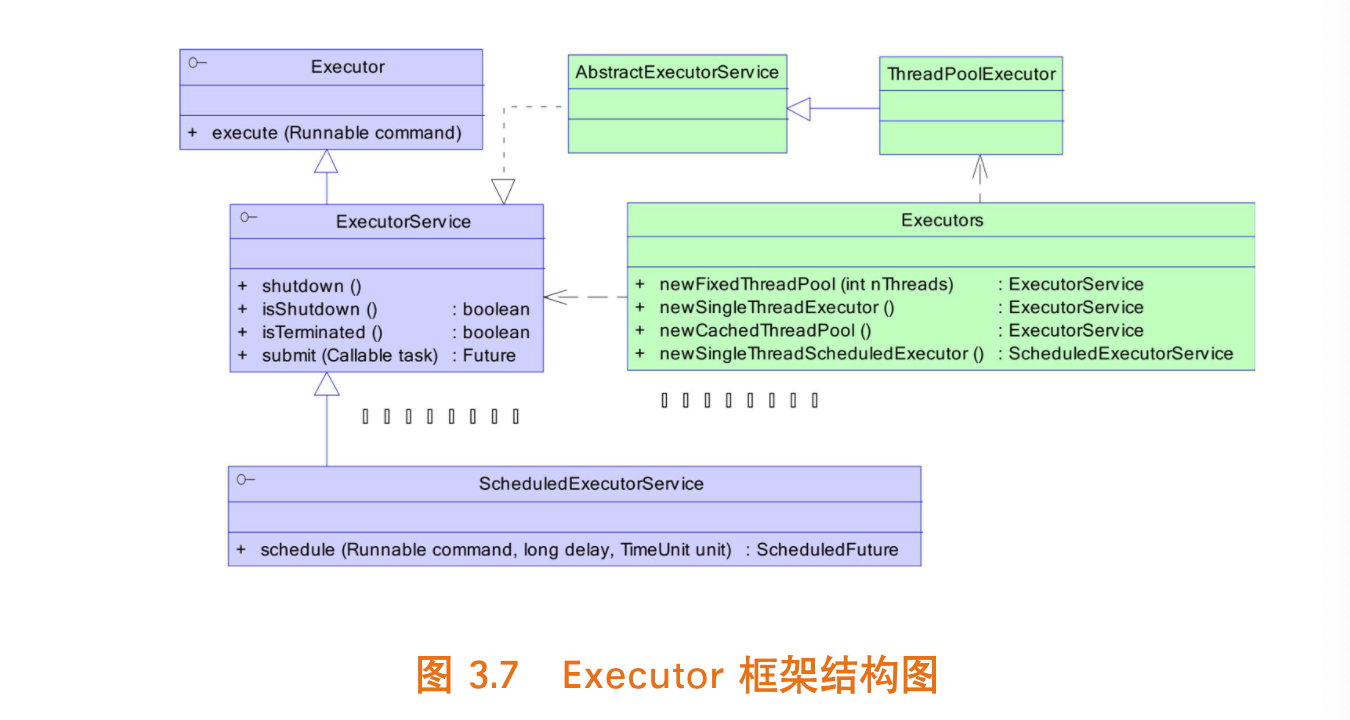 Executor
+ execute (Runnable command)
AbstractExecutorService
ThreadPoolExecutor
ExecutorService
+ shutdown ()
+ isShutdown () : boolean
+ isTerminated () : boolean
+ submit (Callable task) : Future
Executors
+ newFixedThreadPool (int nThreads) : ExecutorService
+ newSingleThreadExecutor () : ExecutorService
+ newCachedThreadPool () : ExecutorService
+ newSingleThreadScheduledExecutor () : ScheduledExecutorService
ScheduledExecutorService
+ schedule (Runnable command, long delay, TimeUnit unit) : ScheduledFuture
图 3.7 Executor 框架结构图